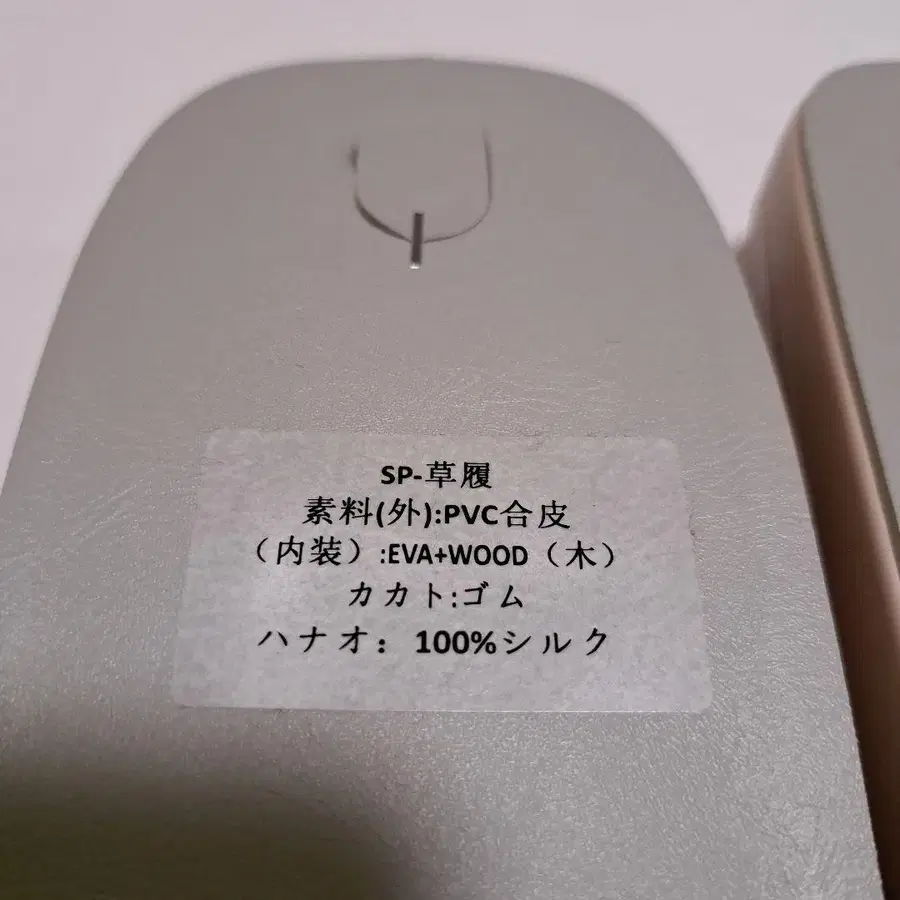 SP-草履
素料(外):PVC合皮
（内装）:EVA+WOOD（木）
カカト:ゴム
ハナオ：100%シルク